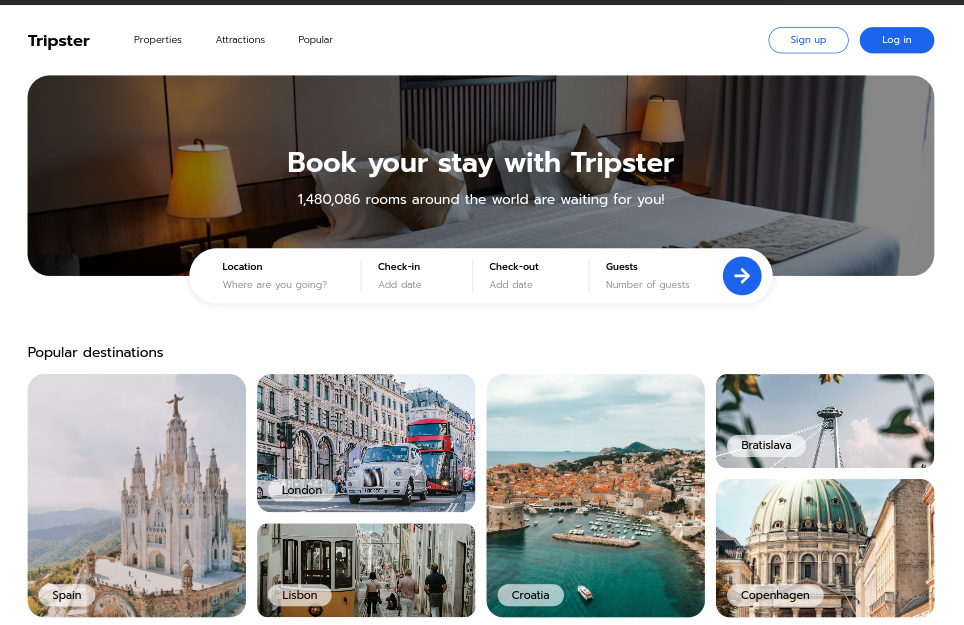 Tripster
Properties Attractions Popular
Sign up Log in
Book your stay with Tripster
1,480,086 rooms around the world are waiting for you!
Location Check-in Check-out Guests
Where are you going? Add date Add date Number of guests
Popular destinations
Spain
London
Lisbon
Croatia
Bratislava
Copenhagen